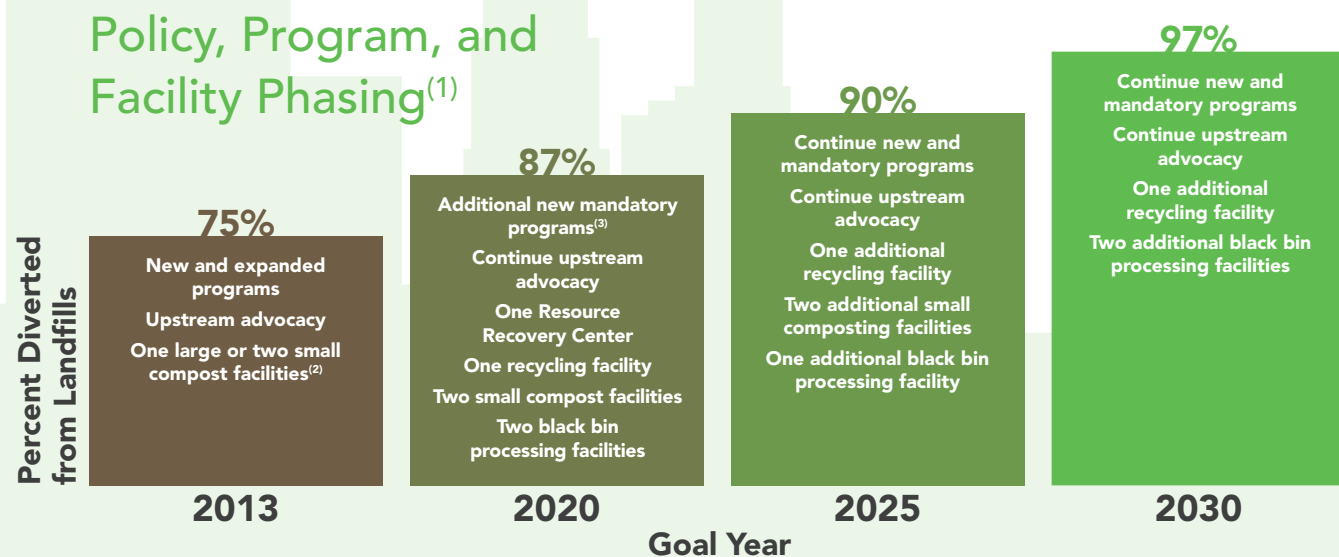 Policy, Program, and
Facility Phasing(1)
Percent Diverted
from Landfills
75%
New and expanded
programs
Upstream advocacy
One large or two small
compost facilities(2)
2013
87%
Additional new mandatory
programs(3)
Continue upstream
advocacy
One Resource
Recovery Center
One recycling facility
Two small compost facilities
Two black bin
processing facilities
2020
90%
Continue new and
mandatory programs
Continue upstream
advocacy
One additional
recycling facility
Two additional small
composting facilities
One additional black bin
processing facility
2025
97%
Continue new and
mandatory programs
Continue upstream
advocacy
One additional
recycling facility
Two additional black bin
processing facilities
2030
Goal Year